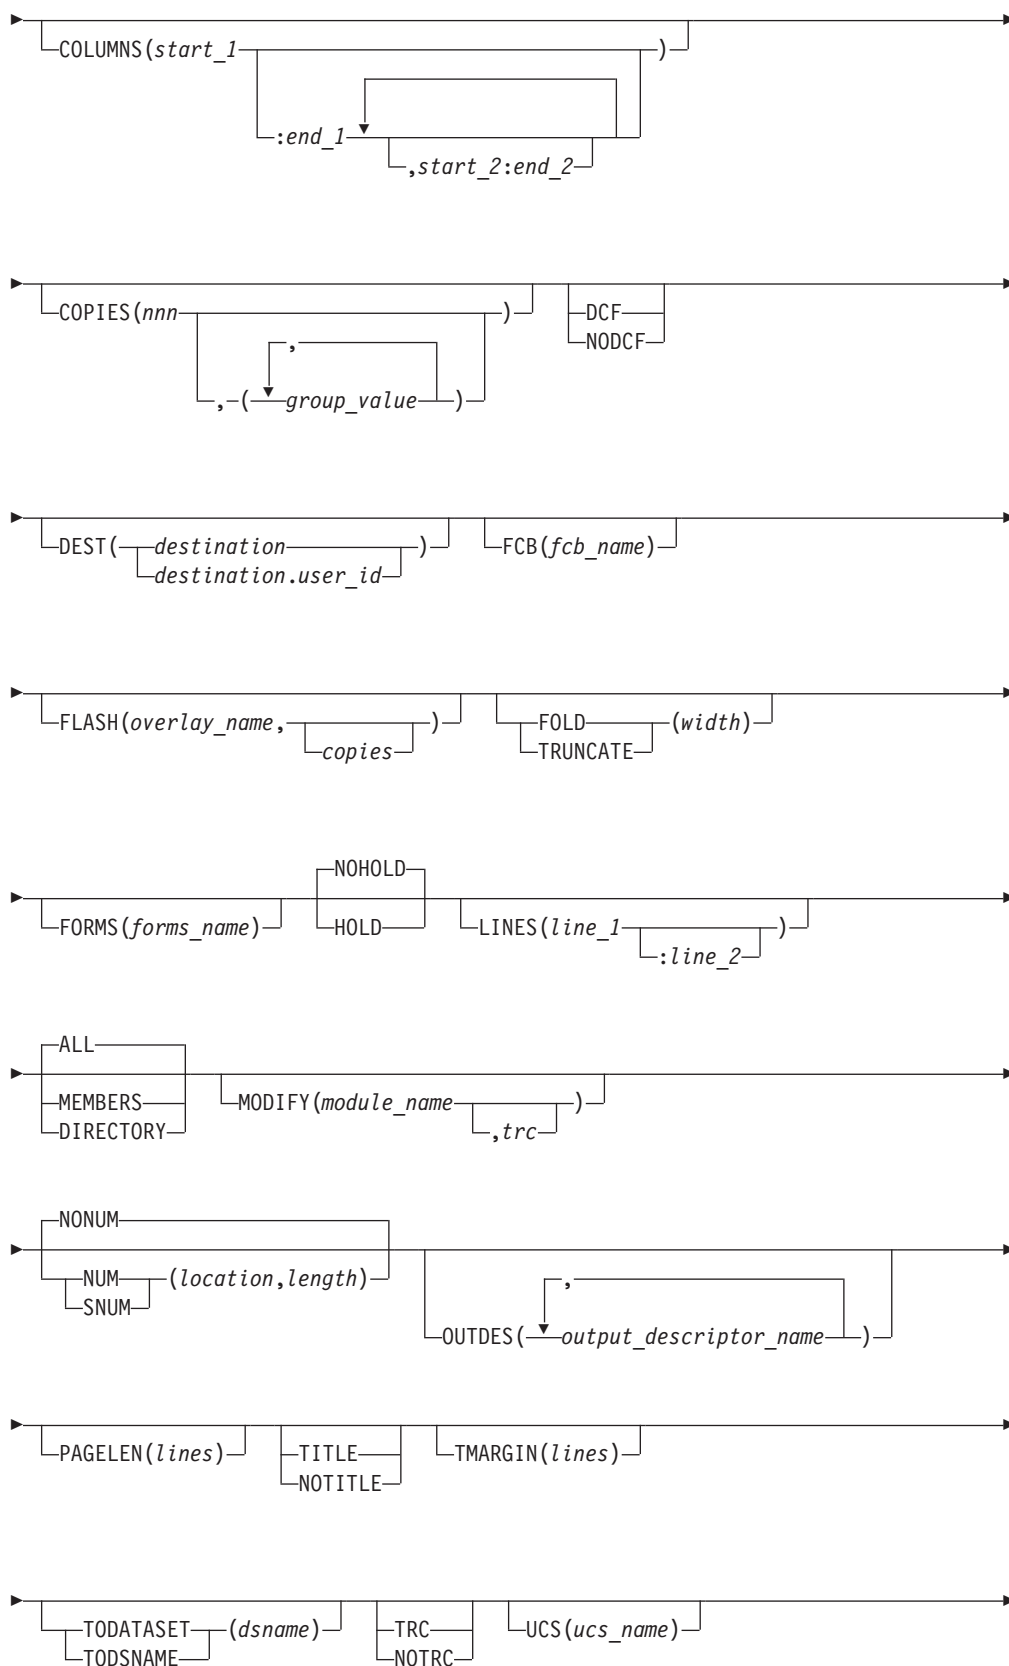 COLUMNS(start_1 )
:end_1
,start_2:end_2
COPIES(nnn ) DCF
NODCF
,
, ( group_value )
DEST( destination ) FCB(fcb_name)
destination.user_id
FLASH(overlay_name, ) FOLD (width)
copies TRUNCATE
NOHOLD
FORMS(forms_name) HOLD LINES(line_1 )
:line_2
ALL
MEMBERS MODIFY(module_name )
DIRECTORY ,trc
NONUM
NUM (location,length) ,
SNUM
OUTDES( output_descriptor_name )
PAGELEN(lines) TITLE TMARGIN(lines)
NOTITLE
TODATASET (dsname) TRC UCS(ucs_name)
TODSNAME NOTRC